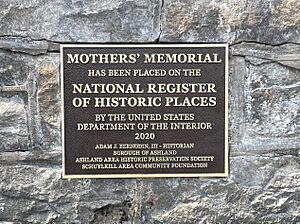 MOTHERS' MEMORIAL
HAS BEEN PLACED ON THE
NATIONAL REGISTER
OF HISTORIC PLACES
BY THE UNITED STATES
DEPARTMENT OF THE INTERIOR
2020
ADAM J. BERNODIN, III - HISTORIAN
BOROUGH OF ASHLAND
ASHLAND AREA HISTORIC PRESERVATION SOCIETY
SCHUYLKILL AREA COMMUNITY FOUNDATION